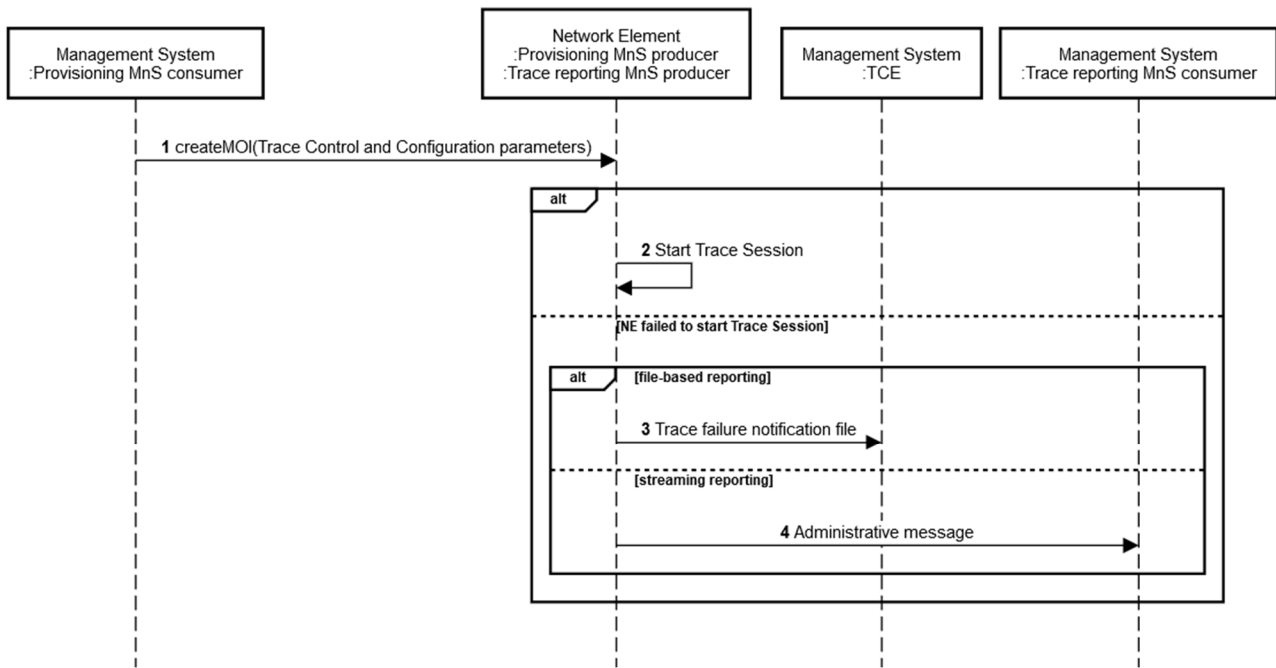 Management System
:Provisioning MnS consumer
Network Element
:Provisioning MnS producer
:Trace reporting MnS producer
Management System
:TCE
Management System
:Trace reporting MnS consumer
1 createMOI(Trace Control and Configuration parameters)
alt
2 Start Trace Session
[NE failed to start Trace Session]
alt
[file-based reporting]
3 Trace failure notification file
[streaming reporting]
4 Administrative message